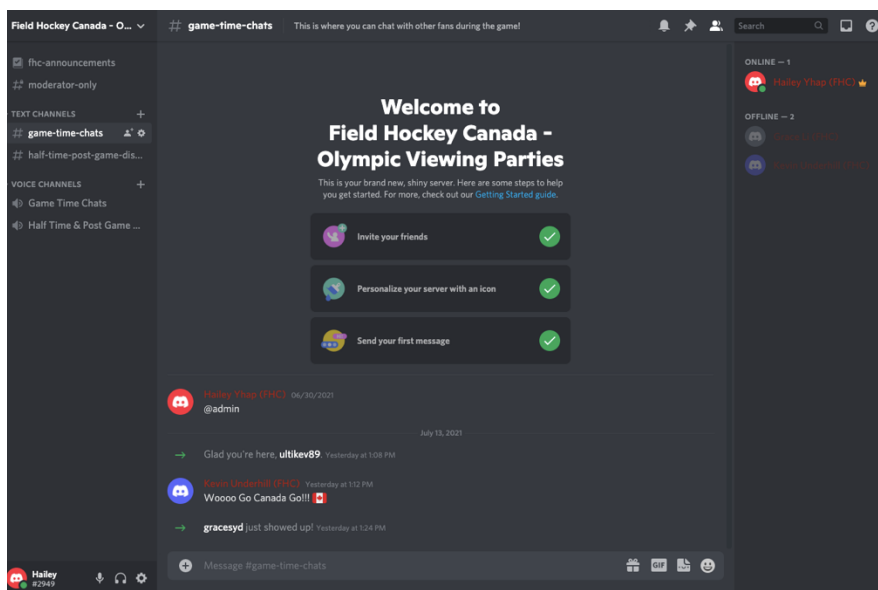 Field Hockey Canada - O...
game-time-chats
This is where you can chat with other fans during the game!
Search
fhc-announcements
moderator-only
TEXT CHANNELS
game-time-chats
half-time-post-game-dis...
VOICE CHANNELS
Game Time Chats
Half Time & Post Game ...
Welcome to
Field Hockey Canada -
Olympic Viewing Parties
This is your brand new, shiny server. Here are some steps to help
you get started. For more, check out our Getting Started guide.
Invite your friends
Personalize your server with an icon
Send your first message
Hailey Yhap (FHC) 06/30/2021
@admin
July 13, 2021
Glad you're here, ultikev89. Yesterday at 1:08 PM
Kevin Underhill (FHC) Yesterday at 1:12 PM
Woooo Go Canada Go!!!
gracesyd just showed up! Yesterday at 1:24 PM
Message #game-time-chats
GIF
Hailey
#2949
ONLINE — 1
Hailey Yhap (FHC)
OFFLINE — 2